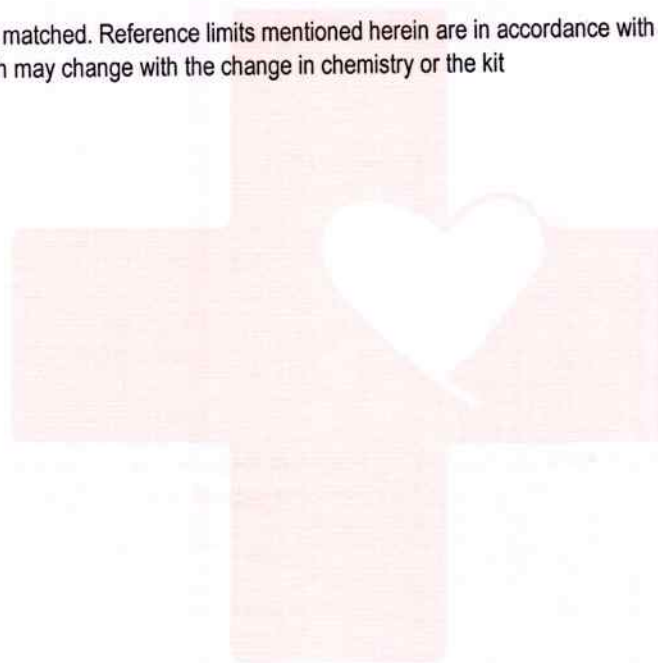 matched. Reference limits mentioned herein are in accordance with
may change with the change in chemistry or the kit